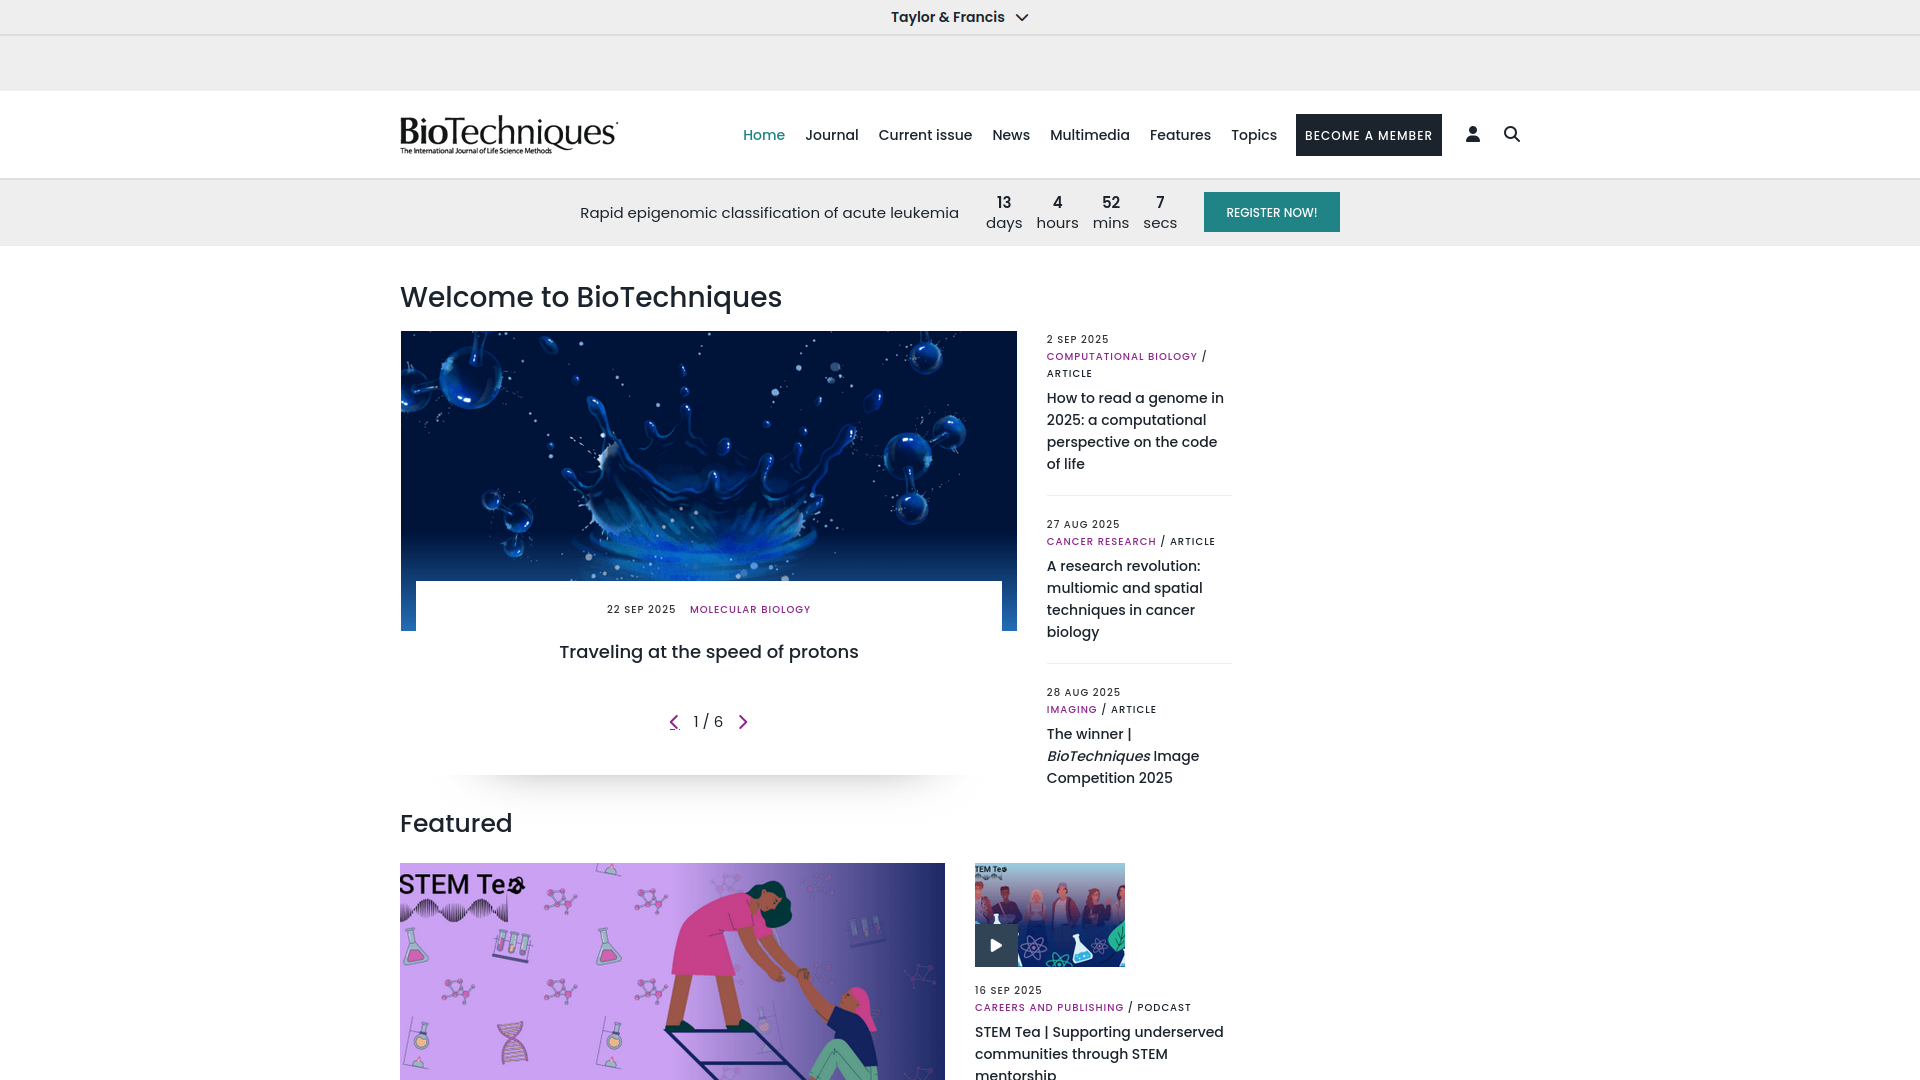 Taylor & Francis
BioTechniques
The International Journal of Life Science Methods
Home Journal Current issue News Multimedia Features Topics BECOME A MEMBER
Rapid epigenomic classification of acute leukemia
13 4 52 7
days hours mins secs
REGISTER NOW!
Welcome to BioTechniques
22 SEP 2025 MOLECULAR BIOLOGY
Traveling at the speed of protons
1 / 6
2 SEP 2025
COMPUTATIONAL BIOLOGY /
ARTICLE
How to read a genome in
2025: a computational
perspective on the code
of life
27 AUG 2025
CANCER RESEARCH / ARTICLE
A research revolution:
multiomic and spatial
techniques in cancer
biology
28 AUG 2025
IMAGING / ARTICLE
The winner |
BioTechniques Image
Competition 2025
Featured
STEM Tea
TEM Tea
16 SEP 2025
CAREERS AND PUBLISHING / PODCAST
STEM Tea | Supporting underserved
communities through STEM
mentorship